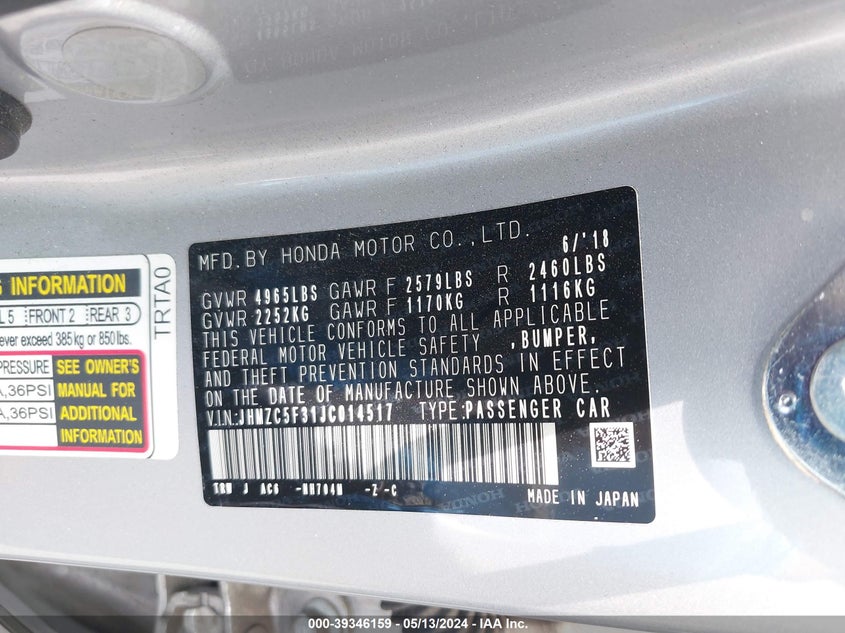 S INFORMATION
L 5 FRONT 2 REAR 3
ever exceed 385 kg or 850 lbs.
PRESSURE SEE OWNER'S
A,36PSI MANUAL FOR
A,36PSI ADDITIONAL
INFORMATION
TRTA0
MFD. BY HONDA MOTOR CO.,LTD. 6/'18
GVWR 4965LBS GAWR F 2579LBS R 2460LBS
GVWR 2252KG GAWR F 1170KG R 1116KG
THIS VEHICLE CONFORMS TO ALL APPLICABLE
FEDERAL MOTOR VEHICLE SAFETY ,BUMPER,
AND THEFT PREVENTION STANDARDS IN EFFECT
ON THE DATE OF MANUFACTURE SHOWN ABOVE.
V.I.N: JHMZC5F31JC014517 TYPE:PASSENGER CAR
TRW J AC6 -NH704M -Z -C
MADE IN JAPAN
000-39346159 - 05/13/2024 - IAA Inc.